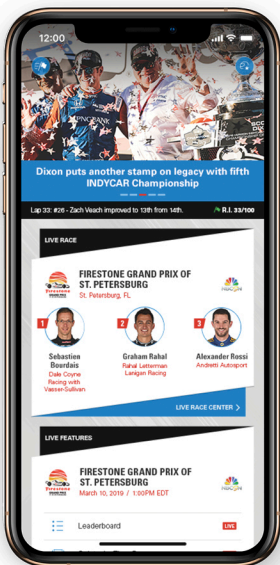 12:00
Dixon puts another stamp on legacy with fifth
INDYCAR Championship
Lap 33: #26 - Zach Veach improved to 13th from 14th.
R.I. 33/100
LIVE RACE
FIRESTONE GRAND PRIX OF
ST. PETERSBURG
St. Petersburg, FL
Firestone
1
2
3
Sebastien
Bourdais
Dale Coyne
Racing with
Vasser-Sullivan
Graham Rahal
Rahal Letterman
Lanigan Racing
Alexander Rossi
Andretti Autosport
LIVE RACE CENTER >
LIVE FEATURES
FIRESTONE GRAND PRIX OF
ST. PETERSBURG
March 10, 2019 / 1:00PM EDT
Firestone
Leaderboard
LIVE